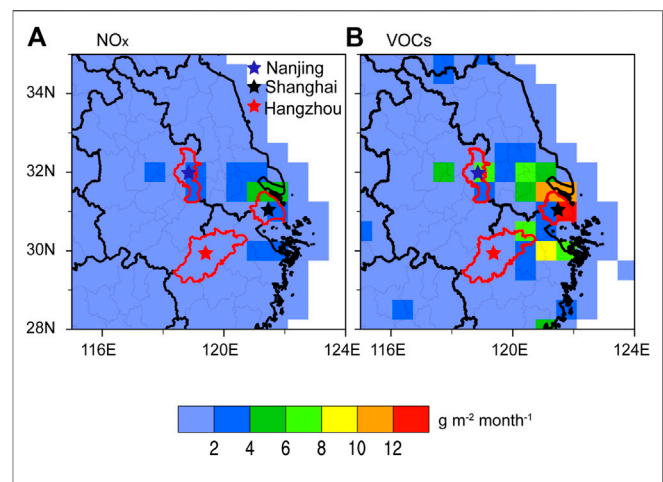 A NOx
Nanjing
Shanghai
Hangzhou
B VOCs
34N
32N
30N
28N
116E 120E 124E
116E 120E 124E
g m⁻² month⁻¹
2 4 6 8 10 12